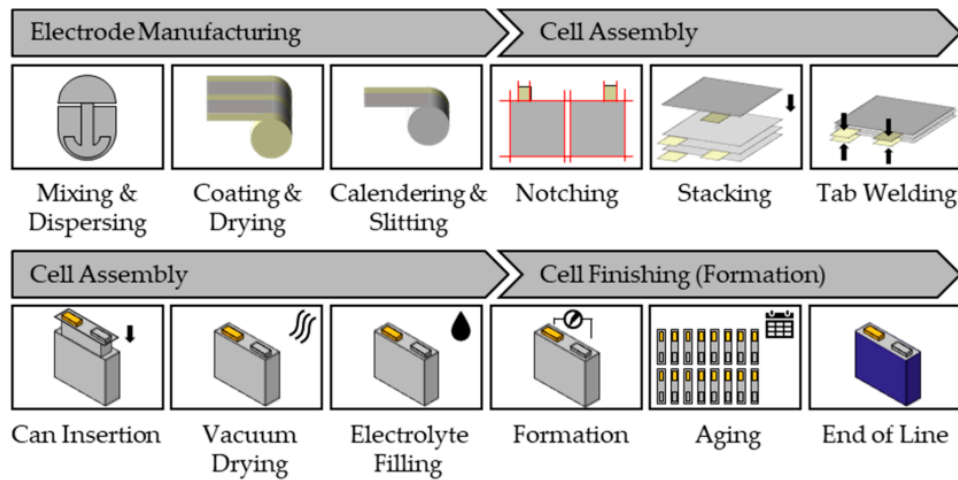 Electrode Manufacturing
Cell Assembly
Mixing &
Dispersing
Coating &
Drying
Calendering &
Slitting
Notching
Stacking
Tab Welding
Cell Assembly
Cell Finishing (Formation)
Can Insertion
Vacuum
Drying
Electrolyte
Filling
Formation
Aging
End of Line